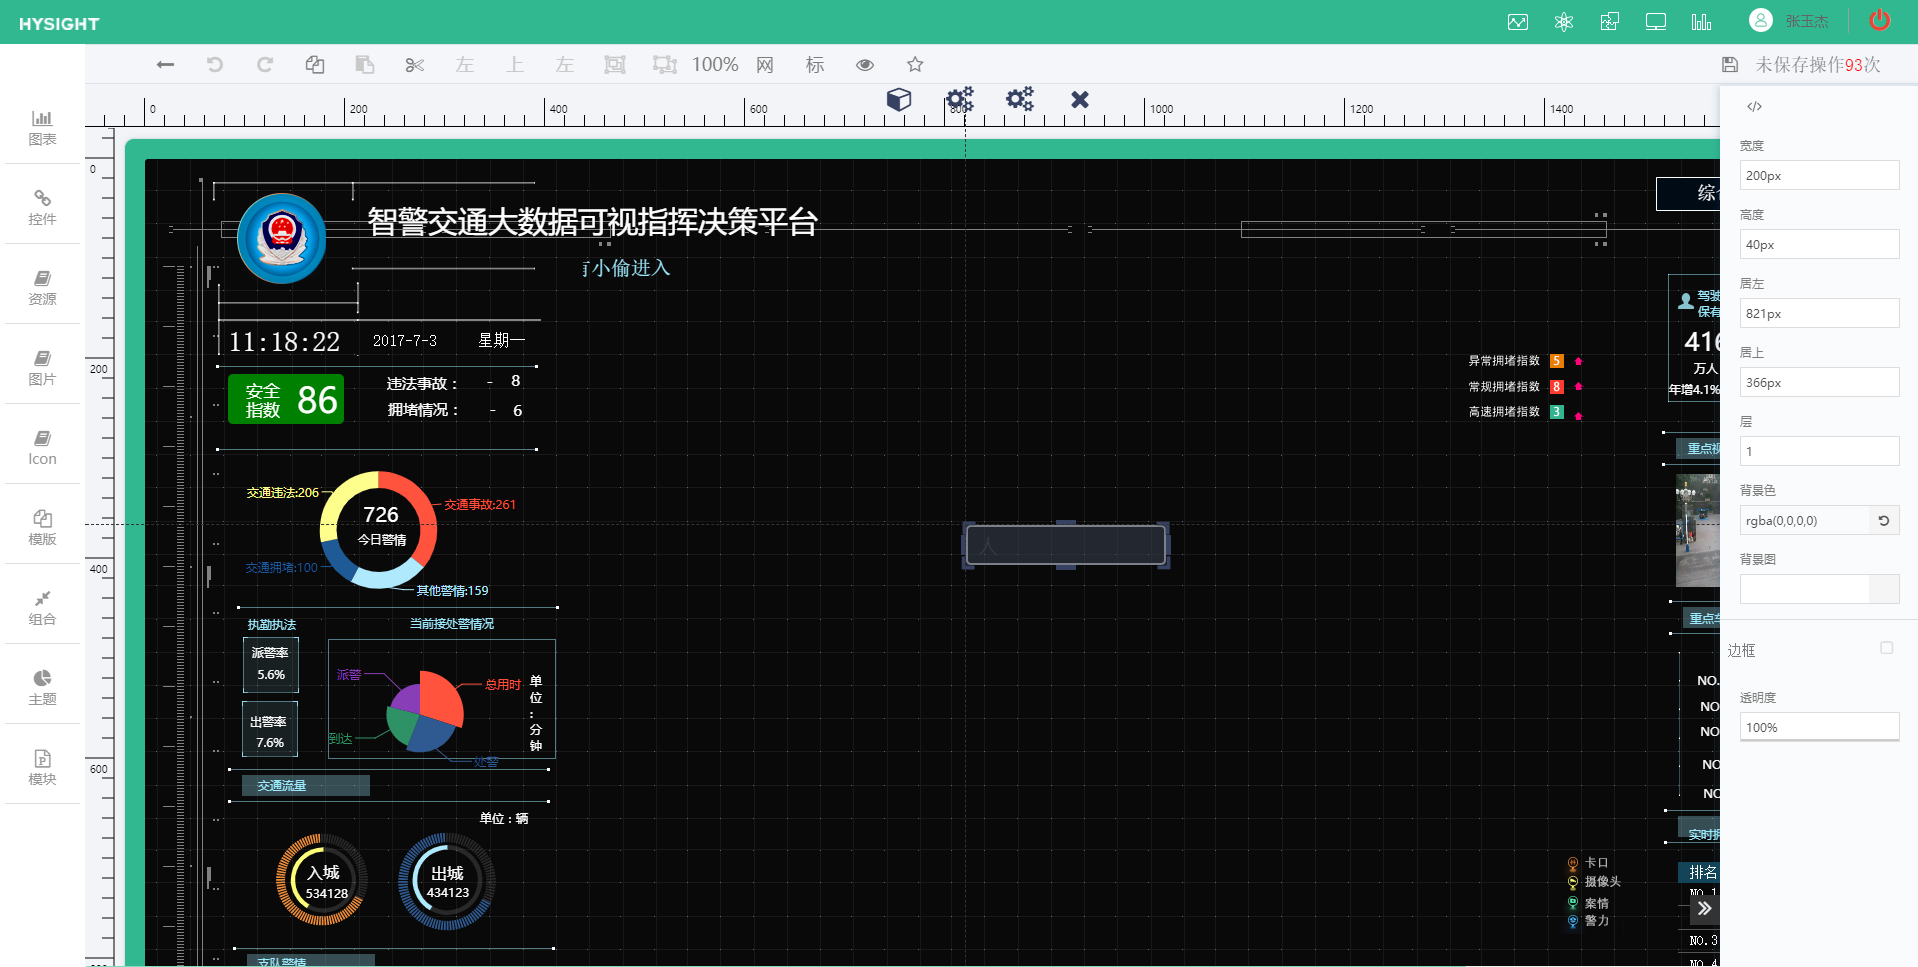 HYSIGHT
张玉杰
左
上
左
100%
网
标
未保存操作93次
0
200
400
600
800
1000
1200
1400
图表
控件
资源
图片
Icon
模版
组合
主题
模块
0
200
400
600
智警交通大数据可视指挥决策平台
小偷进入
11:18:22
2017-7-3
星期一
安全
指数
86
违法事故：
- 8
拥堵情况：
- 6
交通违法:206
交通事故:261
726
今日警情
交通拥堵:100
其他警情:159
执勤执法
当前接处警情况
派警率
5.6%
出警率
7.6%
派警
总用时
到达
处警
单位：分钟
交通流量
单位：辆
入城
534128
出城
434123
支队警情
人
异常拥堵指数 5
常规拥堵指数 8
高速拥堵指数 3
卡口
摄像头
案情
警力
综
驾驶
保有
416
万人
年增4.1%
重点视
重点车
NO.
NO
NO
NO
NO
实时拥
排名
NO.1
NO.3
NO.4
</>
宽度
200px
高度
40px
居左
821px
居上
366px
层
1
背景色
rgba(0,0,0,0)
背景图
边框
透明度
100%